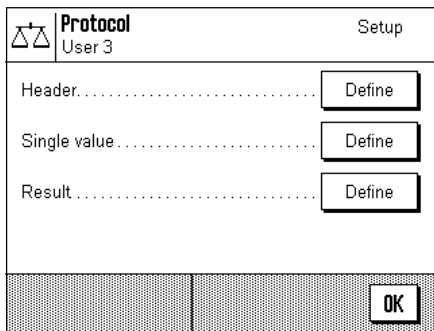 Protocol Setup
User 3
Header.............................. Define
Single value......................... Define
Result.............................. Define
OK